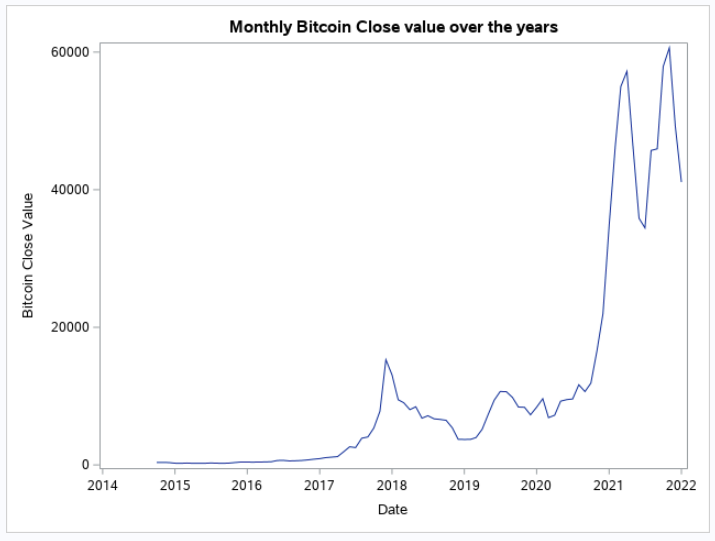 Monthly Bitcoin Close value over the years
60000
40000
20000
0
Bitcoin Close Value
2014 2015 2016 2017 2018 2019 2020 2021 2022
Date